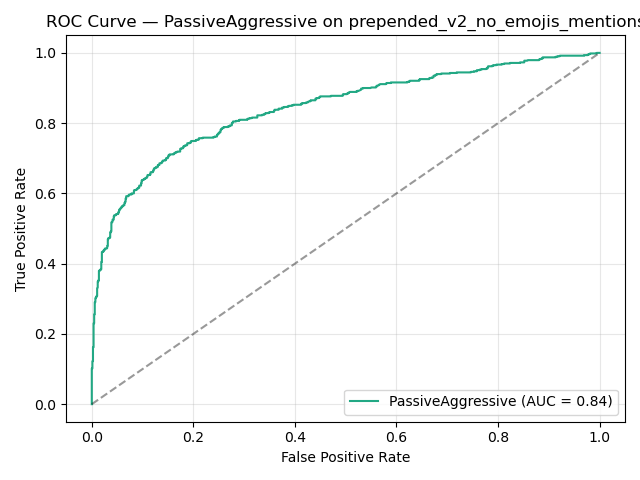 ROC Curve — PassiveAggressive on prepended_v2_no_emojis_mentions
1.0
0.8
0.6
0.4
0.2
0.0
True Positive Rate
PassiveAggressive (AUC = 0.84)
0.0 0.2 0.4 0.6 0.8 1.0
False Positive Rate